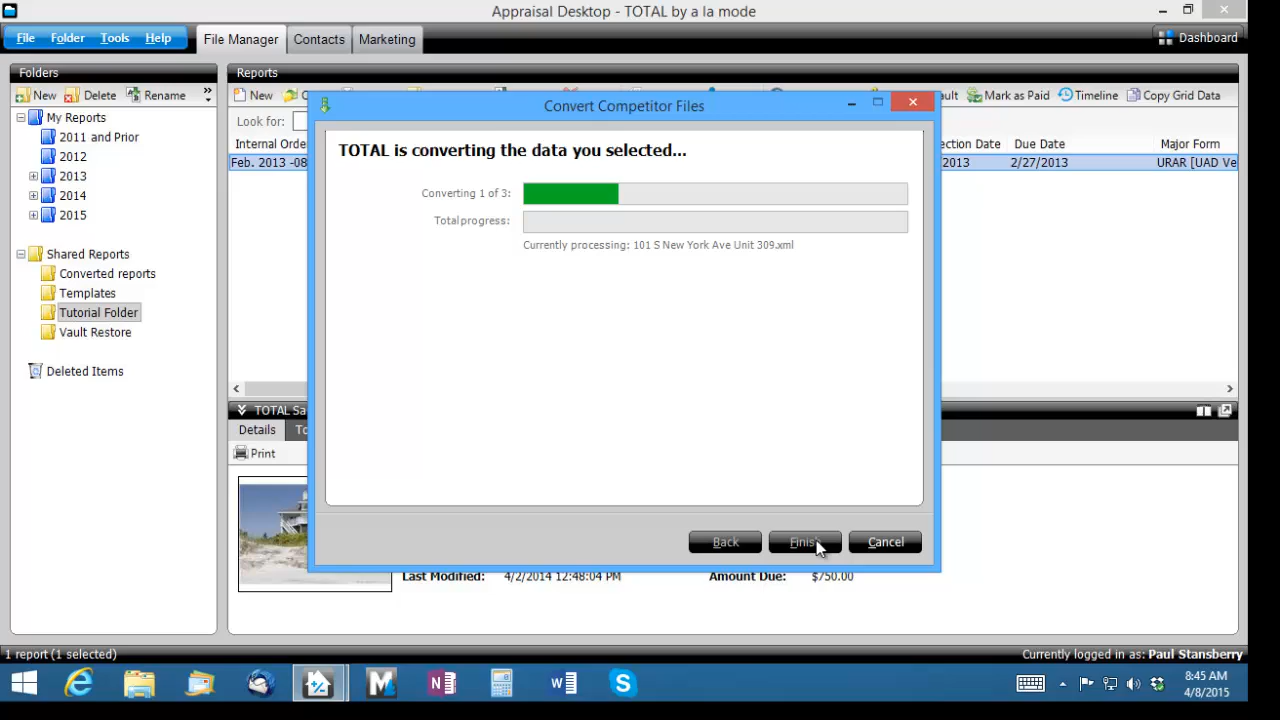 Appraisal Desktop - TOTAL by a la mode
File Folder Tools Help
File Manager Contacts Marketing
Dashboard
Folders
Reports
New Delete Rename
New
ault Mark as Paid Timeline Copy Grid Data
Convert Competitor Files
My Reports
2011 and Prior
2012
2013
2014
2015
Shared Reports
Converted reports
Templates
Tutorial Folder
Vault Restore
Deleted Items
Look for:
Internal Orde
ection Date Due Date Major Form
Feb. 2013 -08
2013 2/27/2013 URAR [UAD Ve
TOTAL is converting the data you selected...
Converting 1 of 3:
Total progress:
Currently processing: 101 S New York Ave Unit 309.xml
Back Finish Cancel
TOTAL Sa
Details To
Print
Last Modified: 4/2/2014 12:48:04 PM Amount Due: $750.00
1 report (1 selected)
Currently logged in as: Paul Stansberry
8:45 AM
4/8/2015